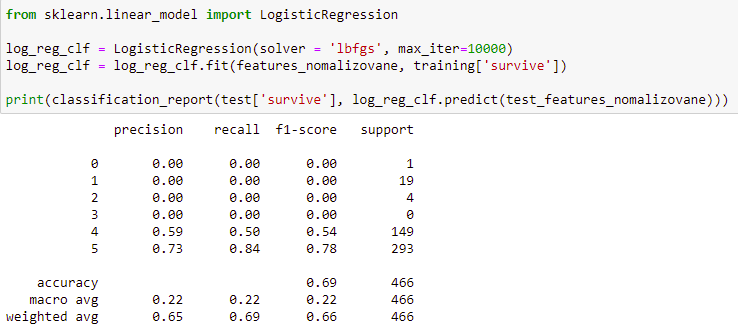 from sklearn.linear_model import LogisticRegression
log_reg_clf = LogisticRegression(solver = 'lbfgs', max_iter=10000)
log_reg_clf = log_reg_clf.fit(features_nomalizovane, training['survive'])
print(classification_report(test['survive'], log_reg_clf.predict(test_features_nomalizovane)))
precision recall f1-score support
0 0.00 0.00 0.00 1
1 0.00 0.00 0.00 19
2 0.00 0.00 0.00 4
3 0.00 0.00 0.00 0
4 0.59 0.50 0.54 149
5 0.73 0.84 0.78 293
accuracy 0.69 466
macro avg 0.22 0.22 0.22 466
weighted avg 0.65 0.69 0.66 466